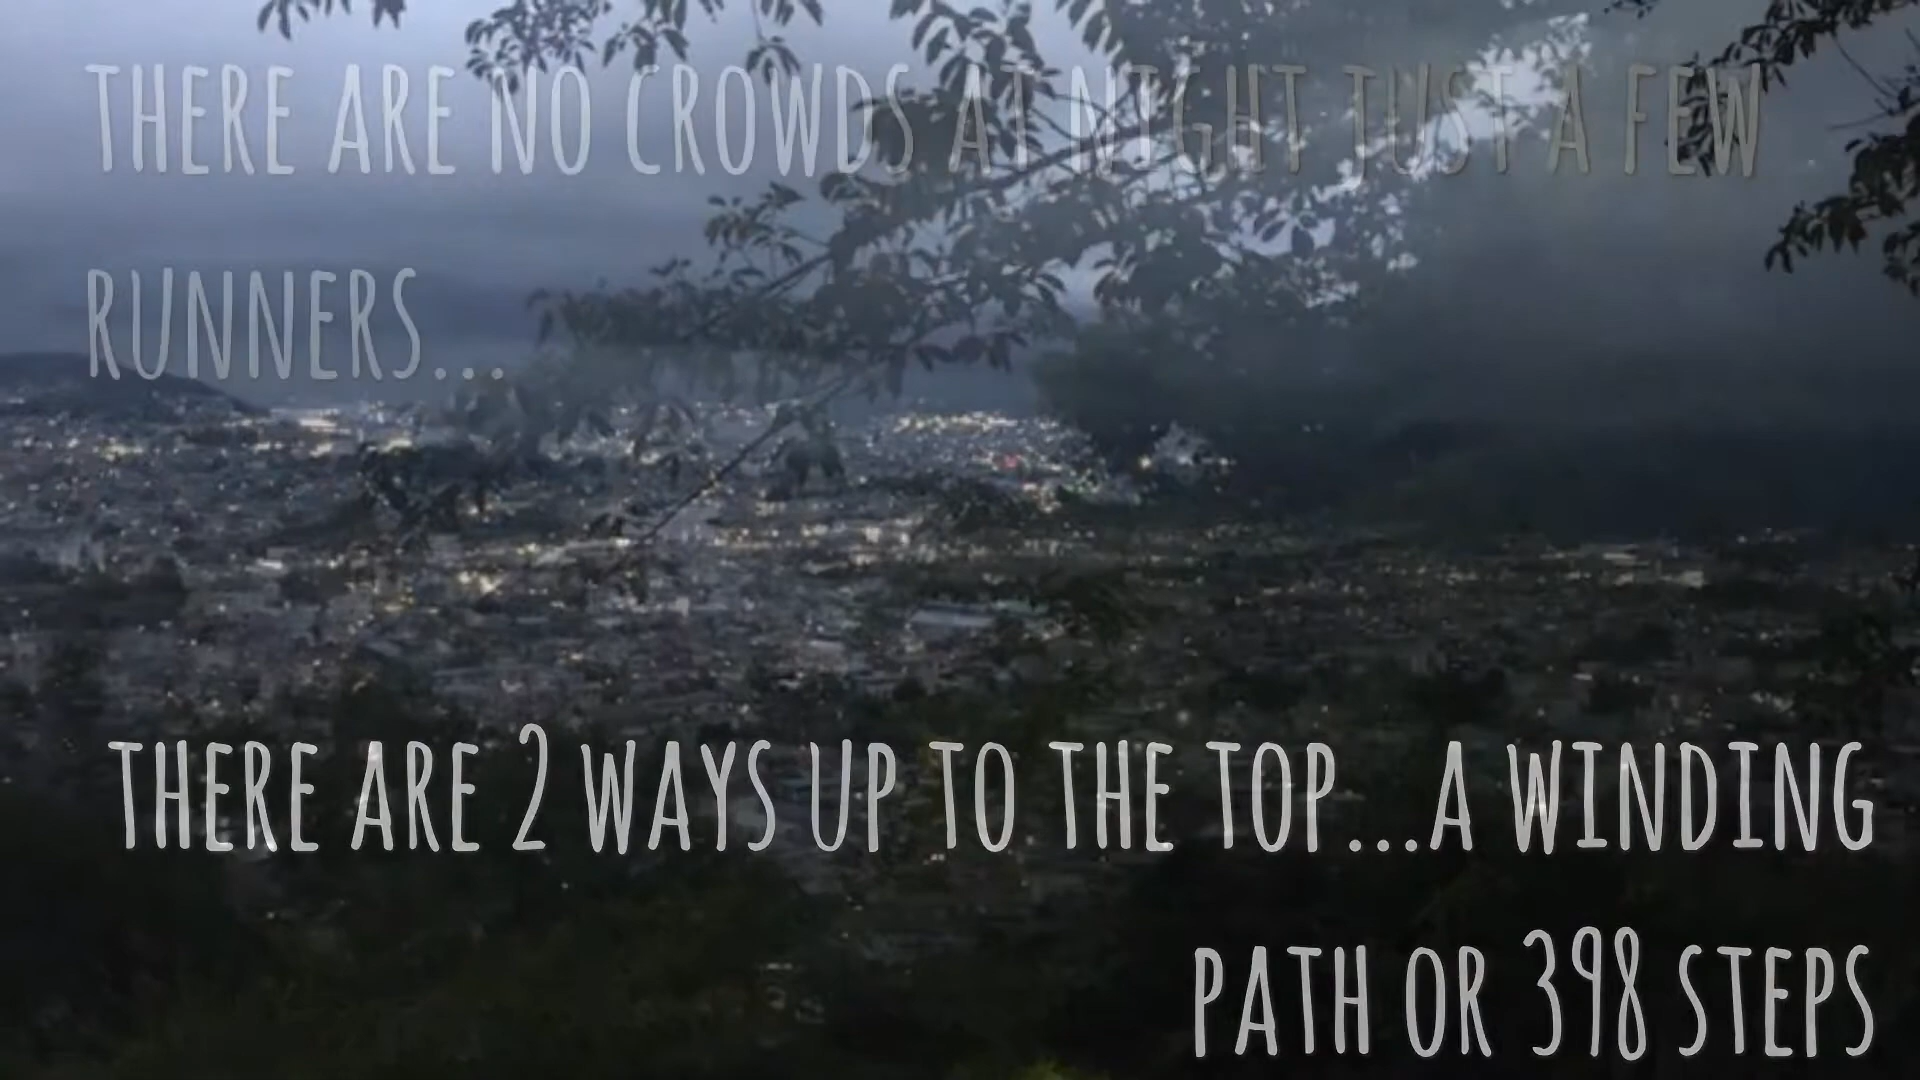 THERE ARE NO CROWDS AT NIGHT JUST A FEW
RUNNERS...
THERE ARE 2 WAYS UP TO THE TOP...A WINDING
PATH OR 398 STEPS